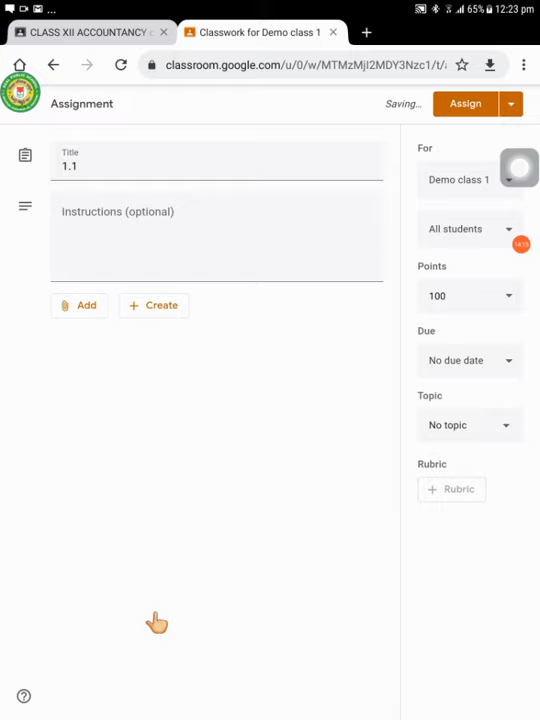 ... 65% 12:23 pm
CLASS XII ACCOUNTANCY
Classwork for Demo class 1
classroom.google.com/u/0/w/MTMzMjI2MDY3Nzc1/t/
Assignment
Saving...
Assign
Title
1.1
Instructions (optional)
Add
Create
For
Demo class 1
All students
14:15
Points
100
Due
No due date
Topic
No topic
Rubric
Rubric